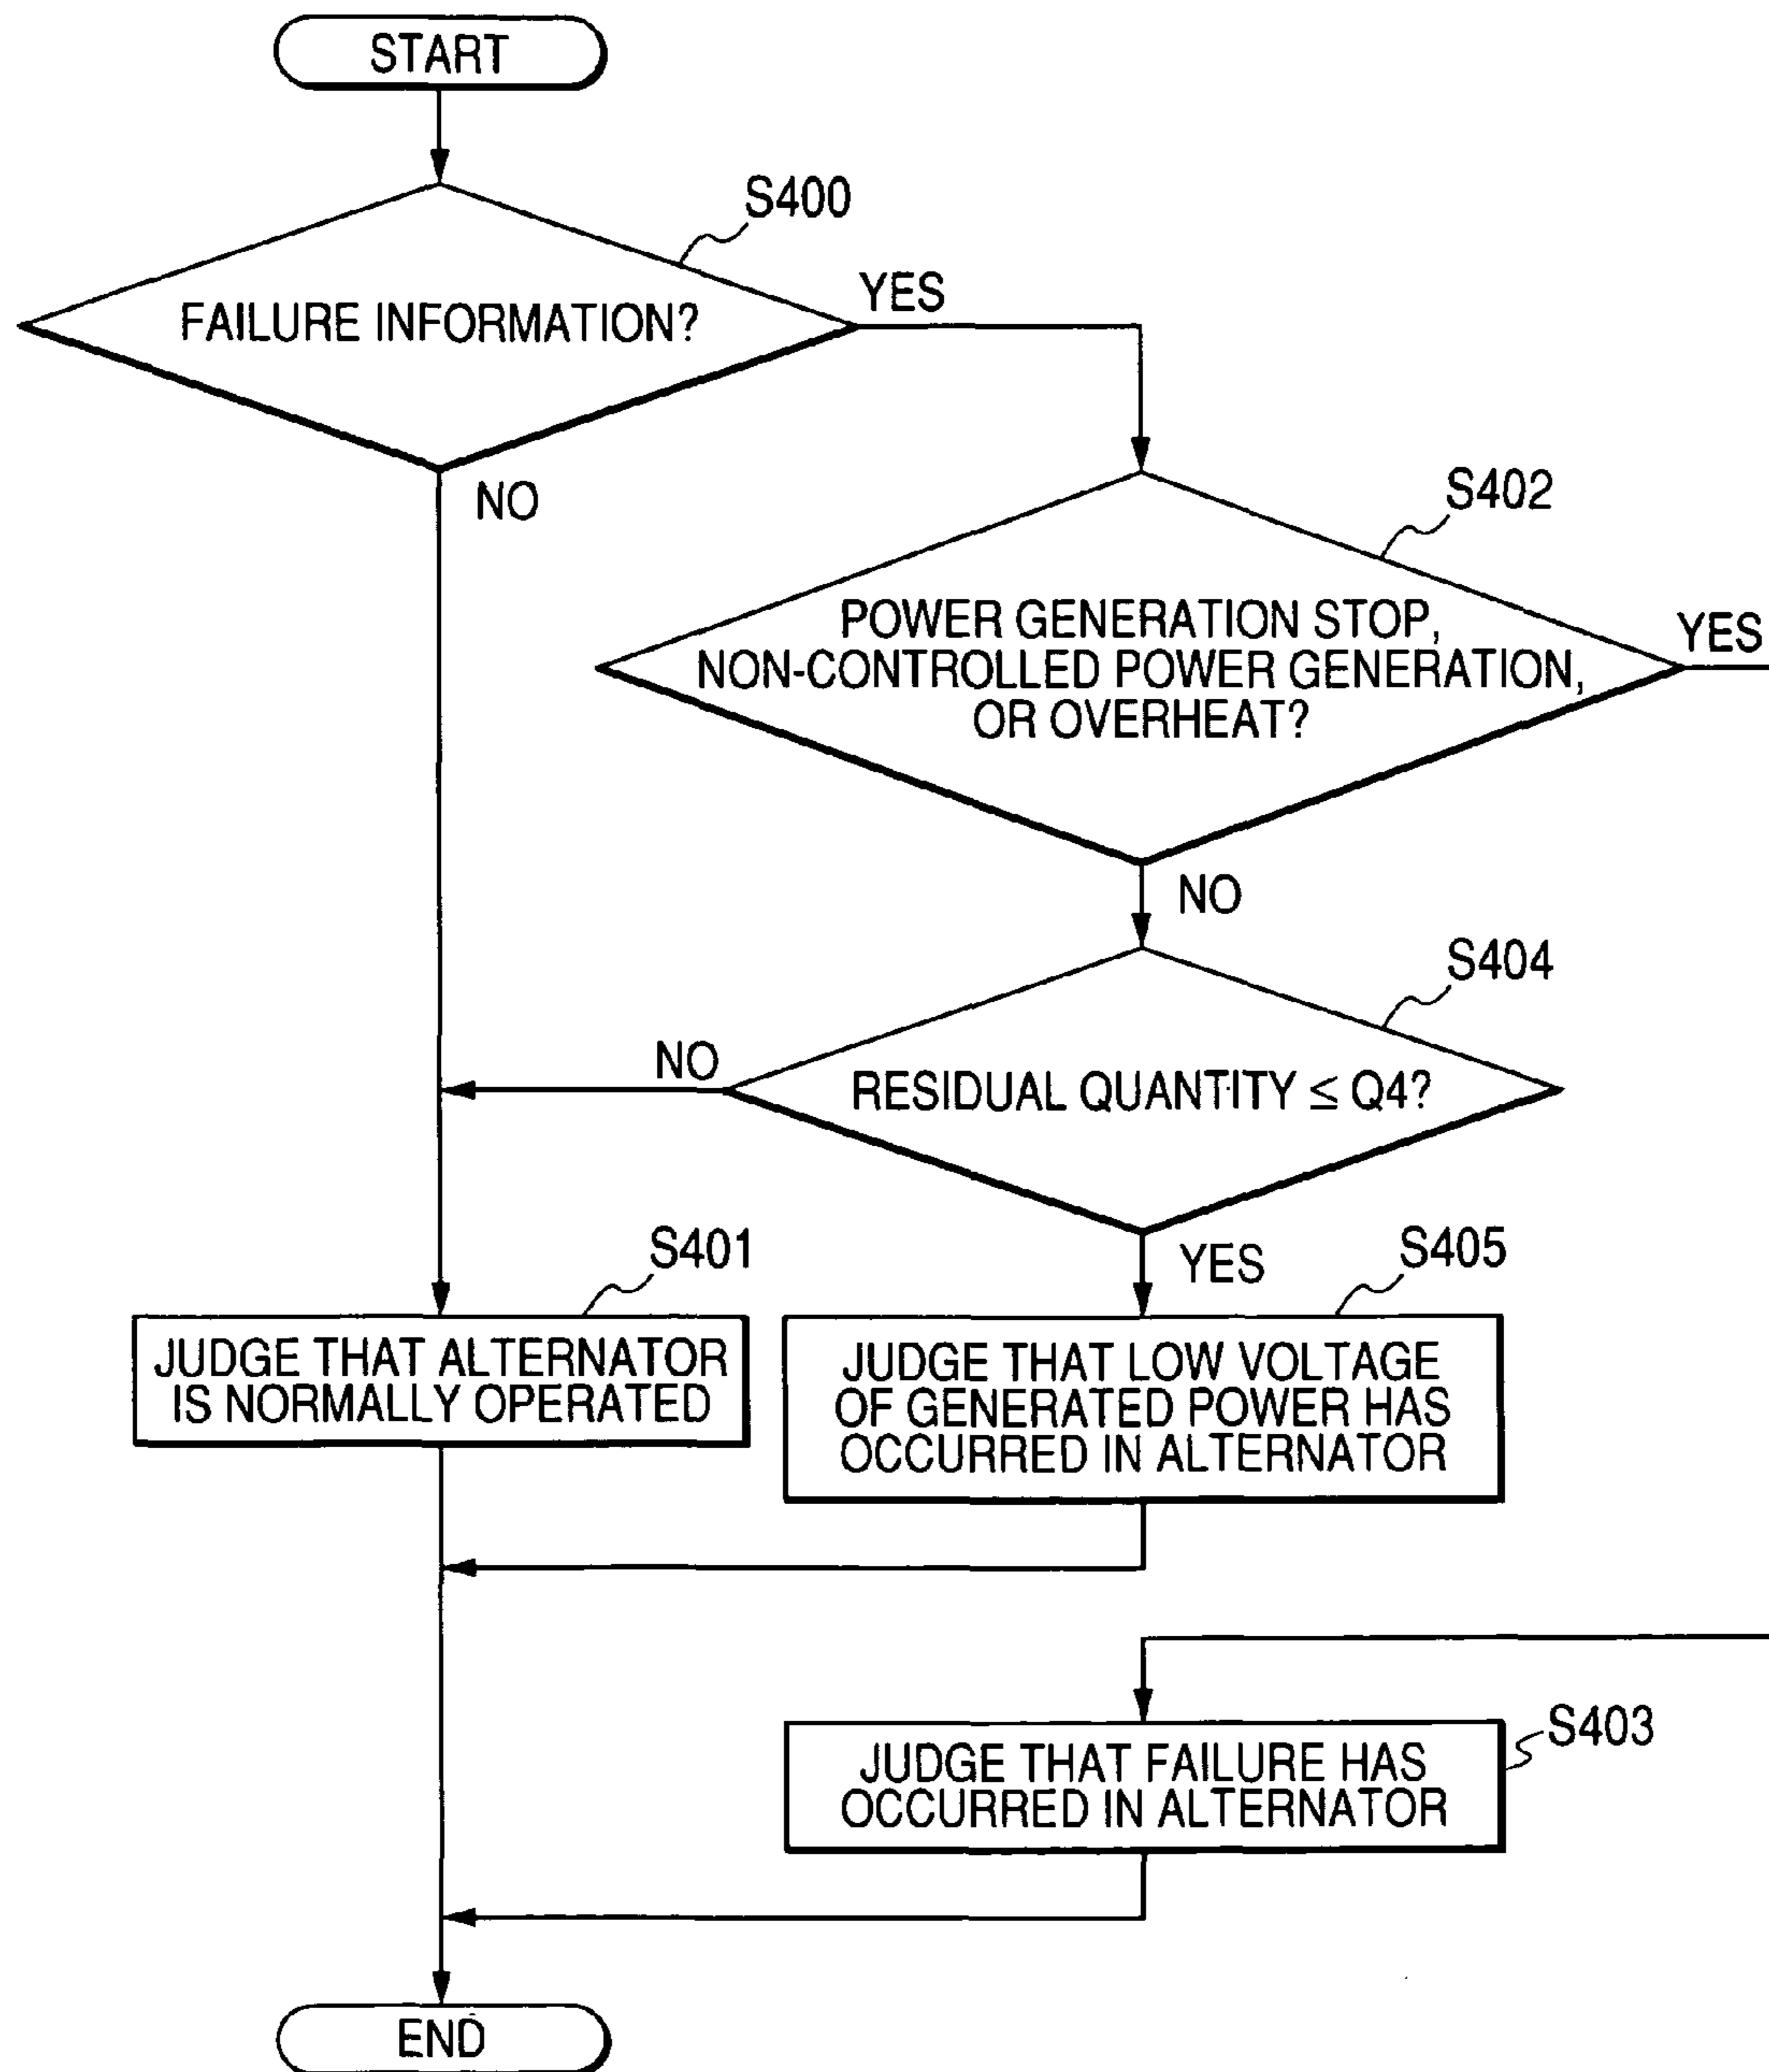 START
S400
FAILURE INFORMATION?
YES
NO
S402
POWER GENERATION STOP,
NON-CONTROLLED POWER GENERATION,
OR OVERHEAT?
YES
NO
S404
RESIDUAL QUANTITY ≤ Q4?
NO
YES
S401
JUDGE THAT ALTERNATOR
IS NORMALLY OPERATED
S405
JUDGE THAT LOW VOLTAGE
OF GENERATED POWER HAS
OCCURRED IN ALTERNATOR
S403
JUDGE THAT FAILURE HAS
OCCURRED IN ALTERNATOR
END